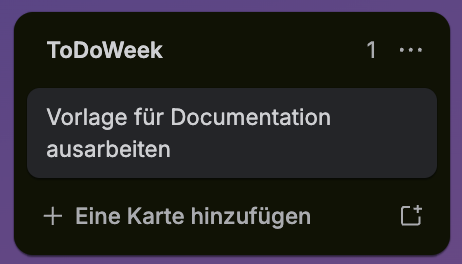 ToDoWeek 1 ...
Vorlage für Documentation
ausarbeiten
+ Eine Karte hinzufügen